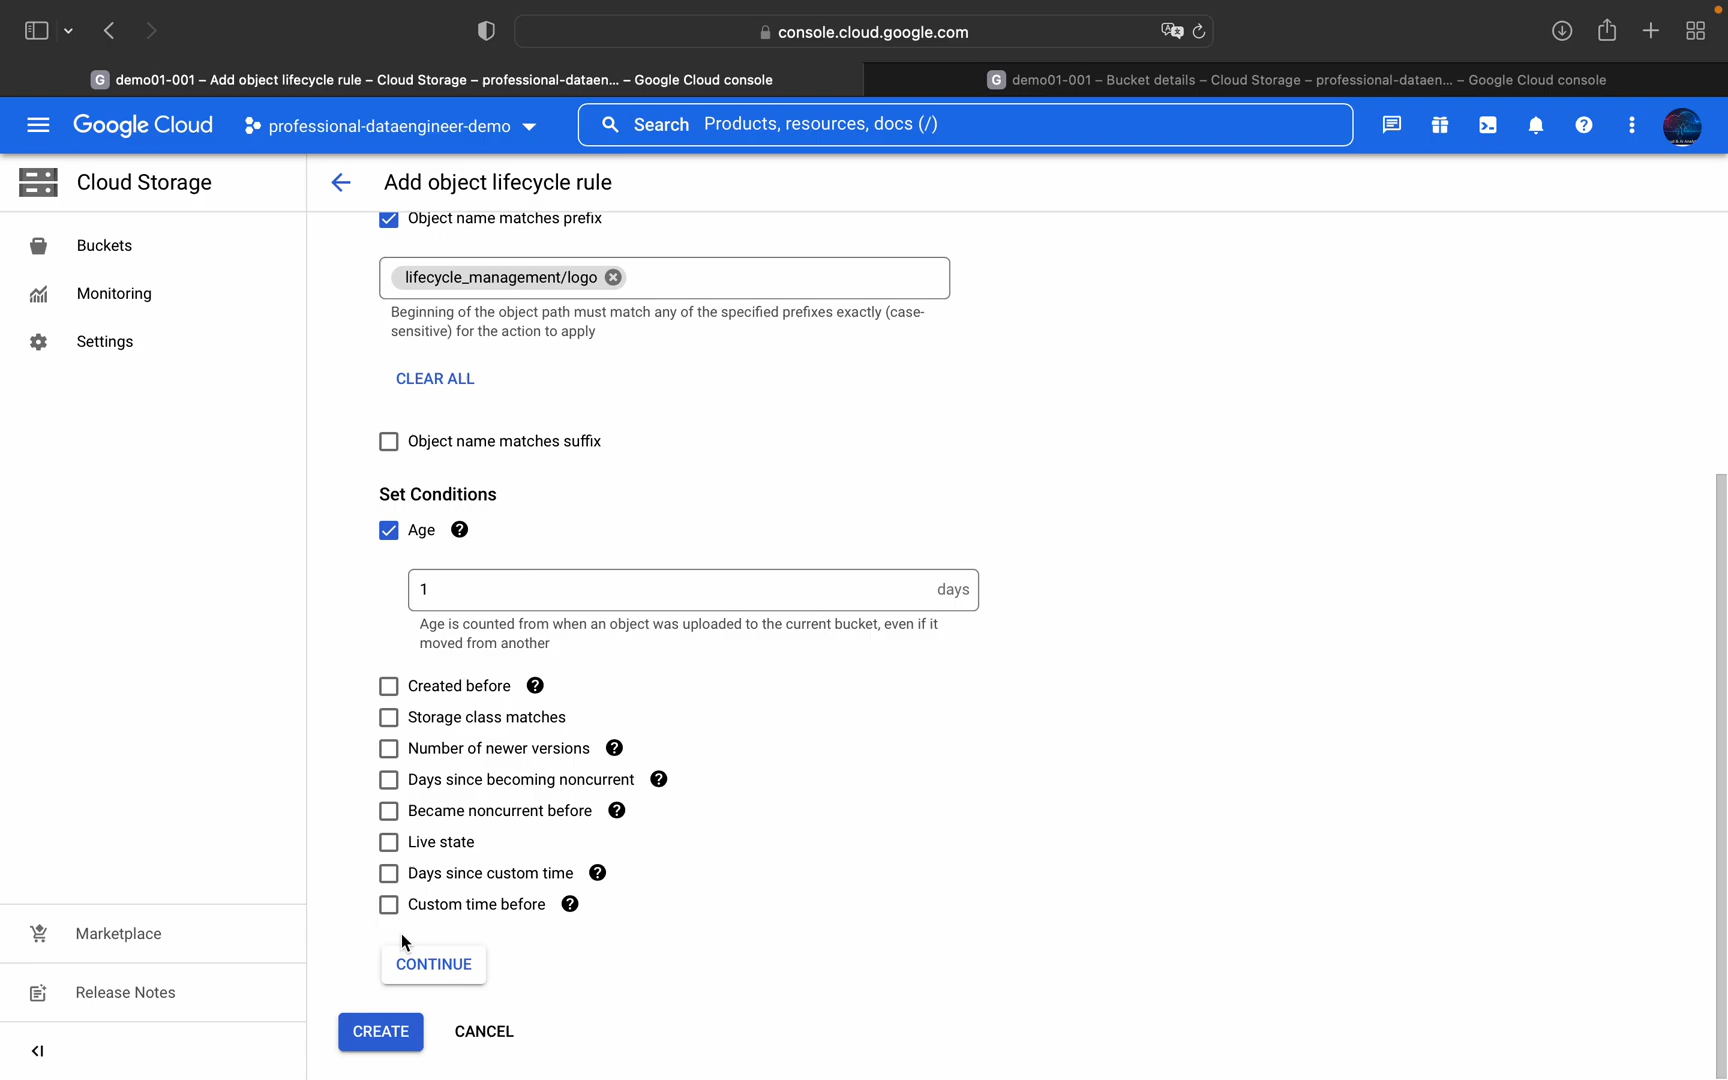 console.cloud.google.com
G demo01-001 – Add object lifecycle rule – Cloud Storage – professional-dataen... – Google Cloud console
G demo01-001 – Bucket details – Cloud Storage – professional-dataen... – Google Cloud console
Google Cloud
professional-dataengineer-demo
Search Products, resources, docs (/)
Cloud Storage
Add object lifecycle rule
Buckets
Monitoring
Settings
Marketplace
Release Notes
Object name matches prefix
lifecycle_management/logo
Beginning of the object path must match any of the specified prefixes exactly (case-
sensitive) for the action to apply
CLEAR ALL
Object name matches suffix
Set Conditions
Age
1 days
Age is counted from when an object was uploaded to the current bucket, even if it
moved from another
Created before
Storage class matches
Number of newer versions
Days since becoming noncurrent
Became noncurrent before
Live state
Days since custom time
Custom time before
CONTINUE
CREATE CANCEL